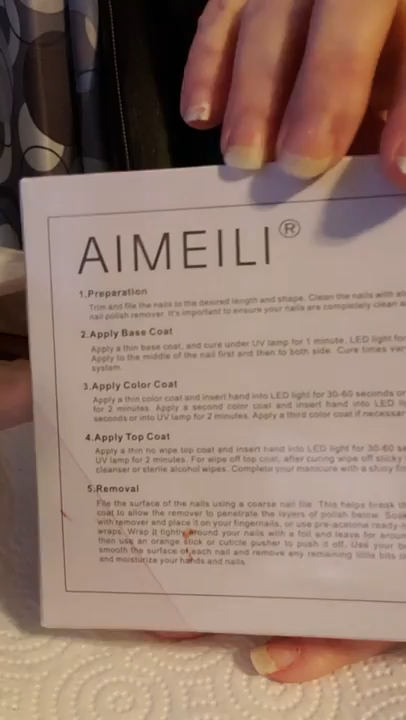 AIMEILI®
1.Preparation
Trim and file the nails to the desired length and shape. Clean the nails with al
nail polish remover. It's important to ensure your nails are completely clean a
2.Apply Base Coat
Apply a thin base coat, and cure under UV lamp for 1 minute, LED light for
Apply to the middle of the nail first and then to both side. Cure times var
system.
3.Apply Color Coat
Apply a thin color coat and insert hand into LED light for 30-60 seconds or
for 2 minutes. Apply a second color coat and insert hand into LED li
seconds or into UV lamp for 2 minutes. Apply a third color coat if necessar
4.Apply Top Coat
Apply a thin no wipe top coat and insert hand into LED light for 30-60 se
UV lamp for 2 minutes. For wipe off top coat, after curing wipe off sticky
cleanser or sterile alcohol wipes. Complete your manicure with a shiny fin
5.Removal
File the surface of the nails using a coarse nail file. This helps break th
coat to allow the remover to penetrate the layers of polish below. Soa
with remover and place it on your fingernails, or use pre-acetone ready-
wraps. Wrap it tightly around your nails with a foil and leave for aroun
then use an orange stick or cuticle pusher to push it off. Use your bu
smooth the surface of each nail and remove any remaining little bits
and moisturize your hands and nails